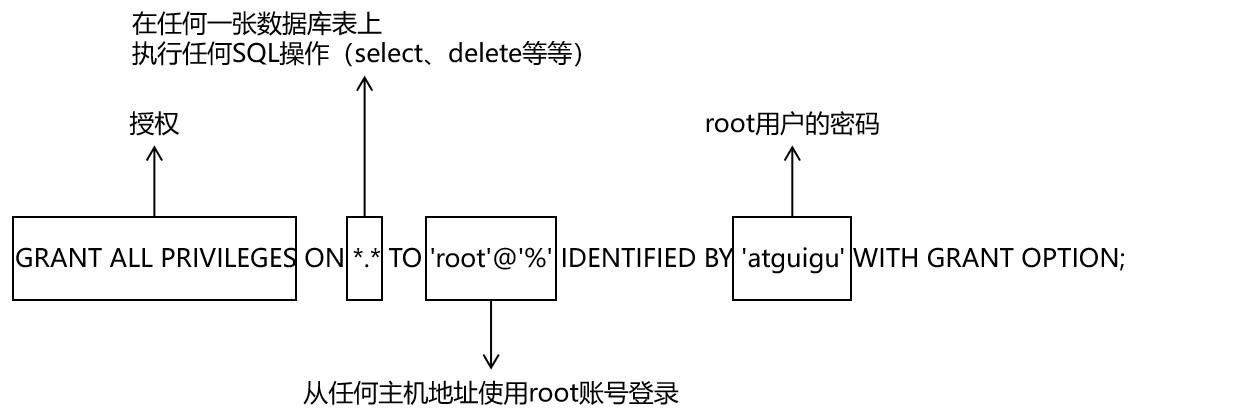 在任何一张数据库表上
执行任何SQL操作（select、delete等等）
授权
root用户的密码
GRANT ALL PRIVILEGES ON *.* TO 'root'@'%' IDENTIFIED BY 'atguigu' WITH GRANT OPTION;
从任何主机地址使用root账号登录